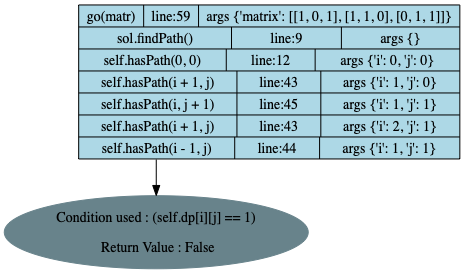 go(matr) line:59 args {'matrix': [[1, 0, 1], [1, 1, 0], [0, 1, 1]]}
sol.findPath() line:9 args {}
self.hasPath(0, 0) line:12 args {'i': 0, 'j': 0}
self.hasPath(i + 1, j) line:43 args {'i': 1, 'j': 0}
self.hasPath(i, j + 1) line:45 args {'i': 1, 'j': 1}
self.hasPath(i + 1, j) line:43 args {'i': 2, 'j': 1}
self.hasPath(i - 1, j) line:44 args {'i': 1, 'j': 1}
Condition used : (self.dp[i][j] == 1)
Return Value : False